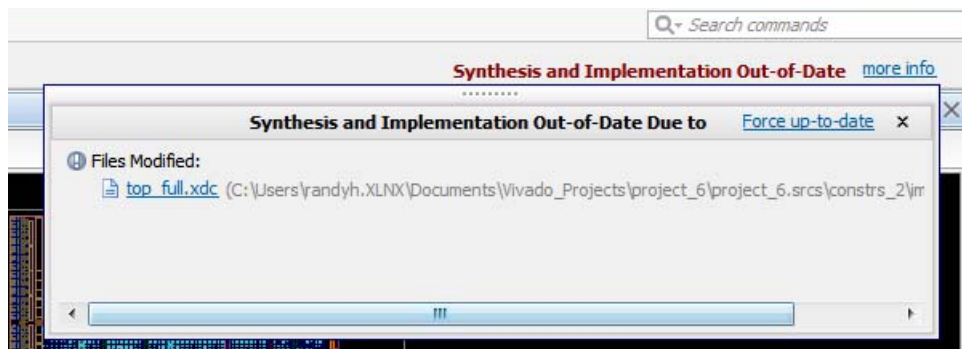 Search commands
Synthesis and Implementation Out-of-Date more info
Synthesis and Implementation Out-of-Date Due to Force up-to-date
Files Modified:
top_full.xdc (C:\Users\randyh.XLNX\Documents\Vivado_Projects\project_6\project_6.srcs\constrs_2\im